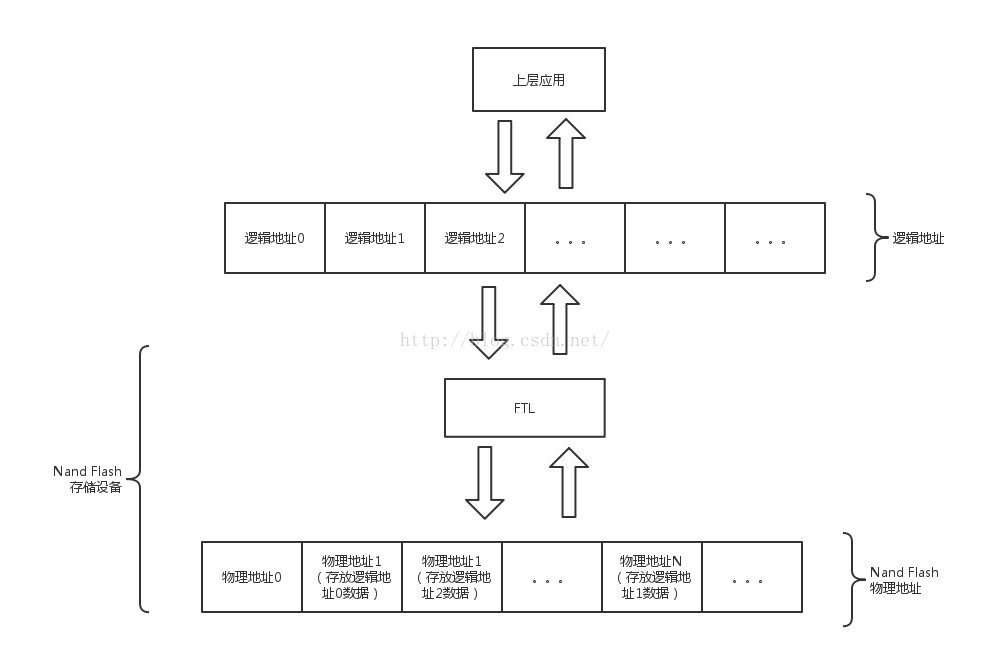 上层应用
逻辑地址0
逻辑地址1
逻辑地址2
。。。
。。。
。。。
逻辑地址
http://blog.csdn.net/
FTL
Nand Flash
存储设备
物理地址0
物理地址1
（存放逻辑地
址0数据）
物理地址1
（存放逻辑地
址2数据）
。。。
物理地址N
（存放逻辑地
址1数据）
。。。
Nand Flash
物理地址